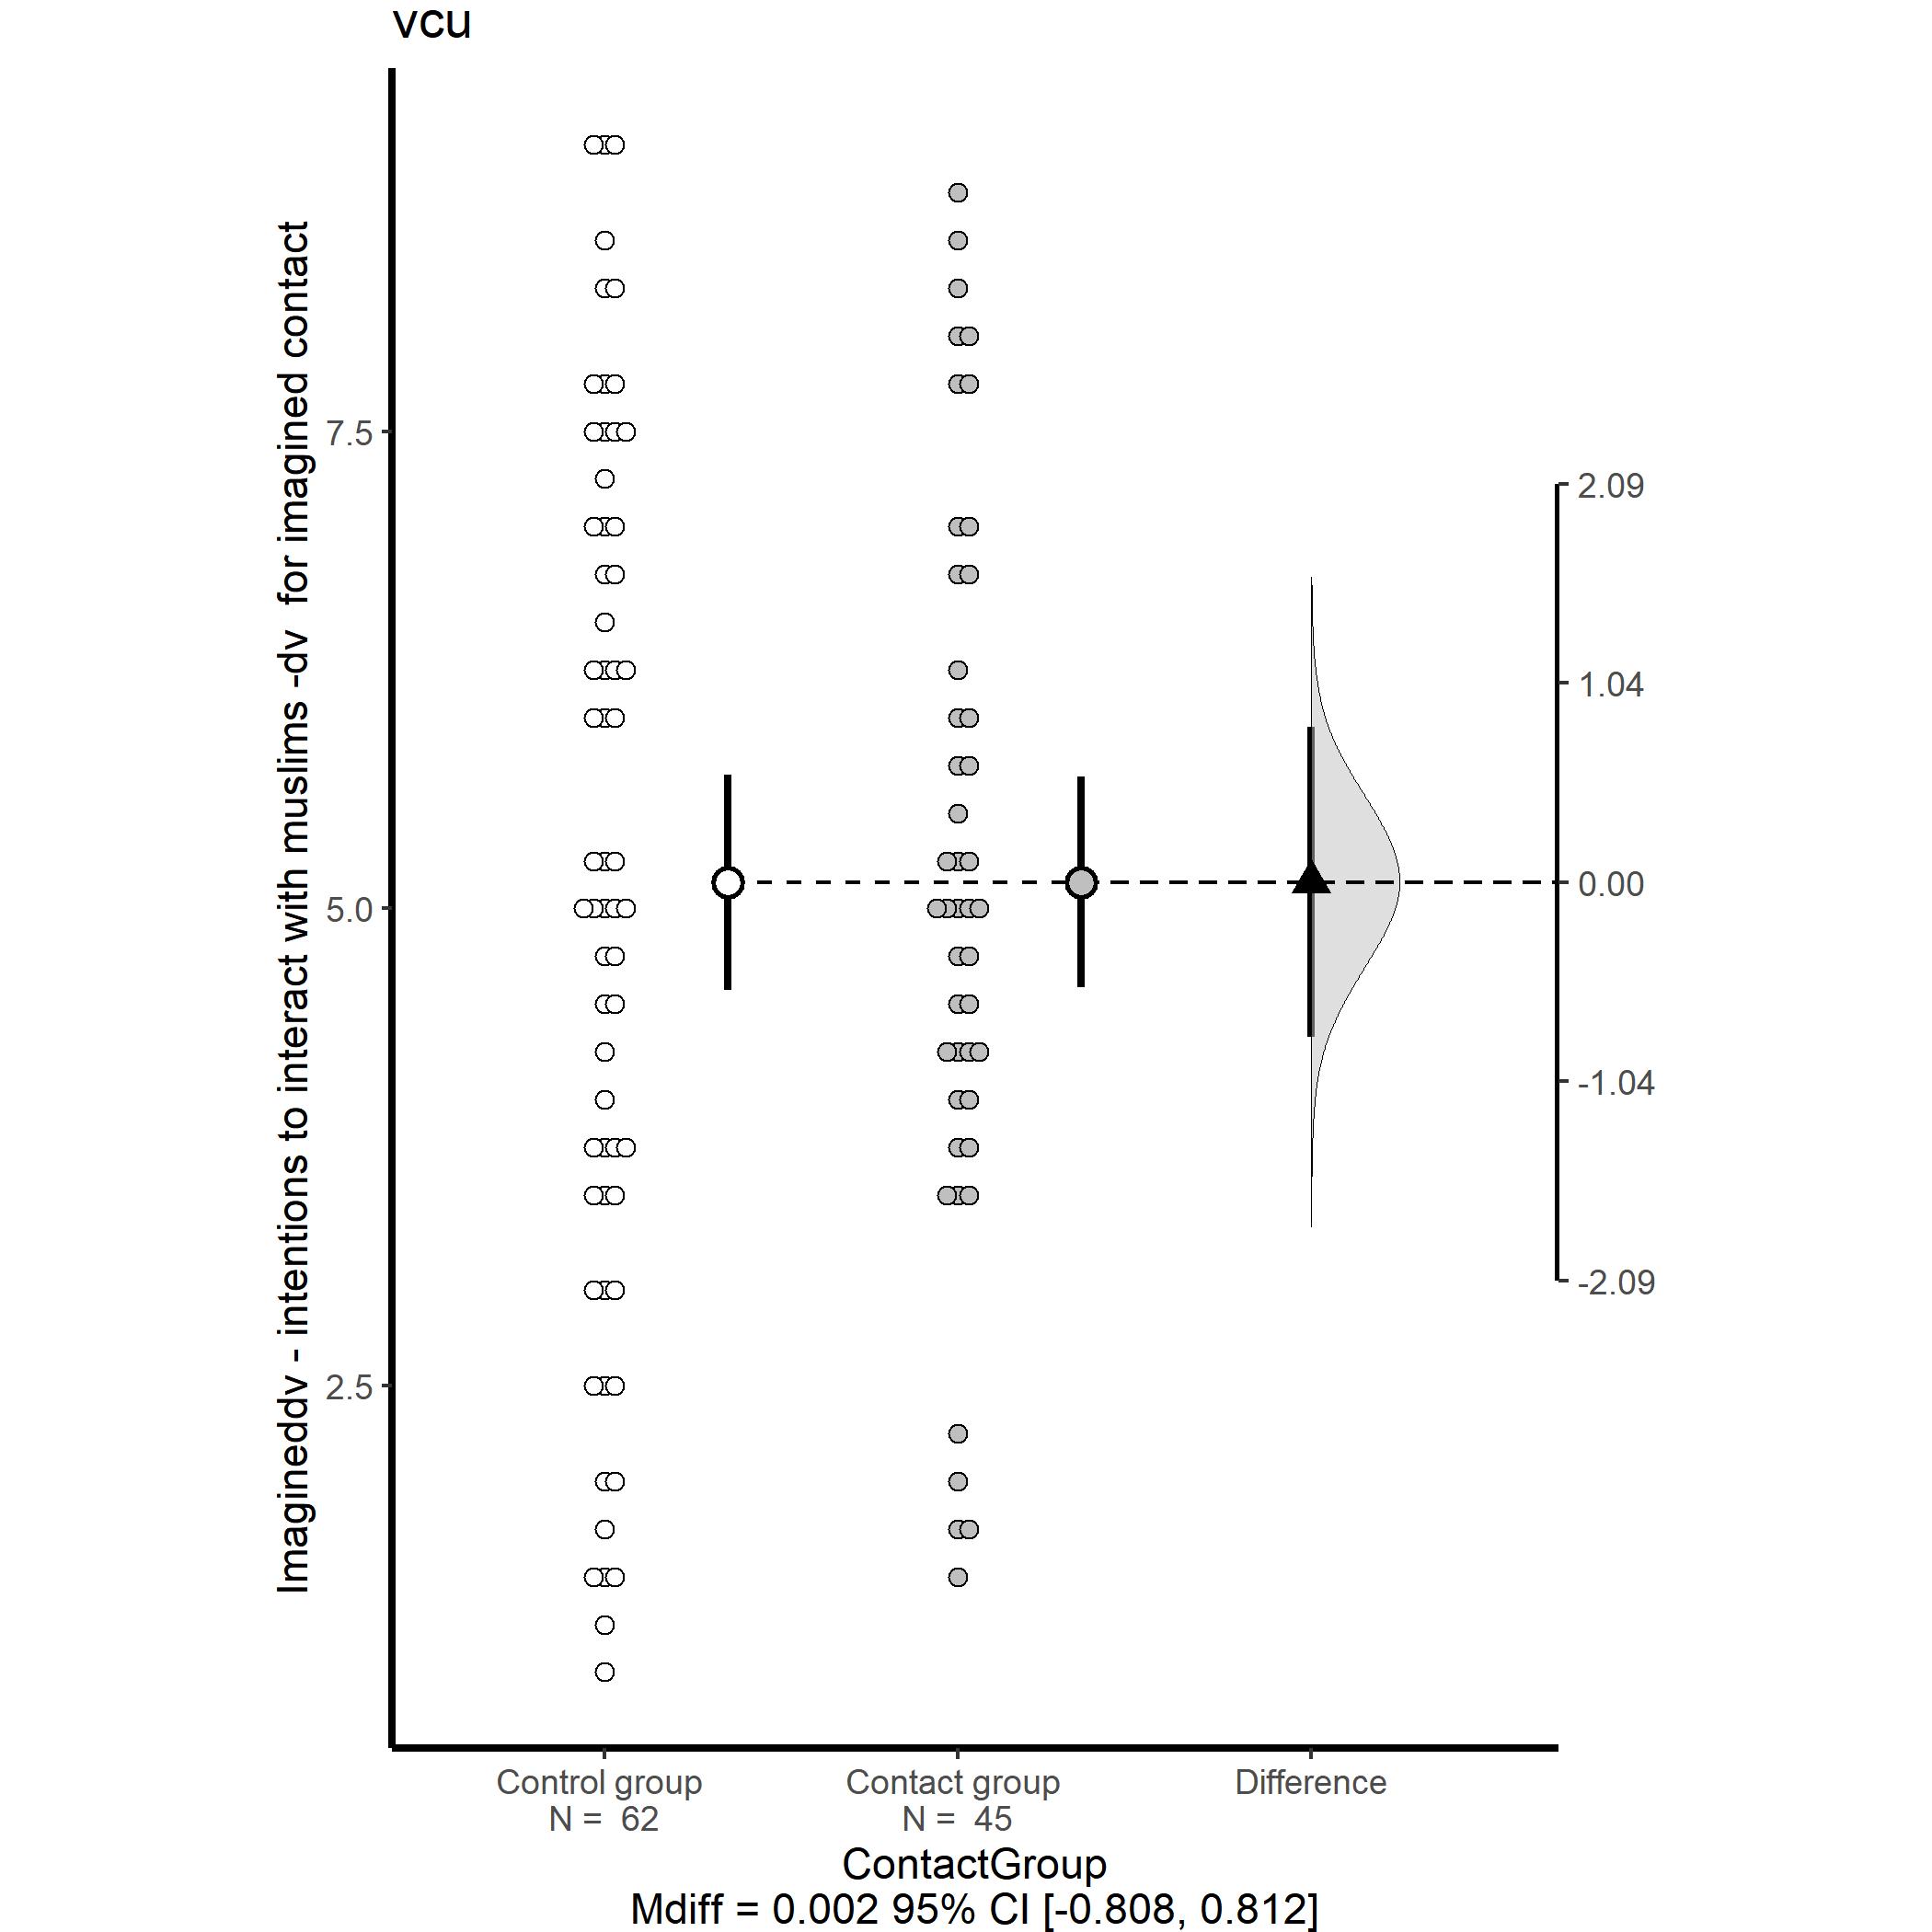 vcu
Imagineddv - intentions to interact with muslims -dv  for imagined contact
7.5
5.0
2.5
2.09
1.04
0.00
-1.04
-2.09
Control group
N =  62
Contact group
N =  45
Difference
ContactGroup
Mdiff = 0.002 95% CI [-0.808, 0.812]